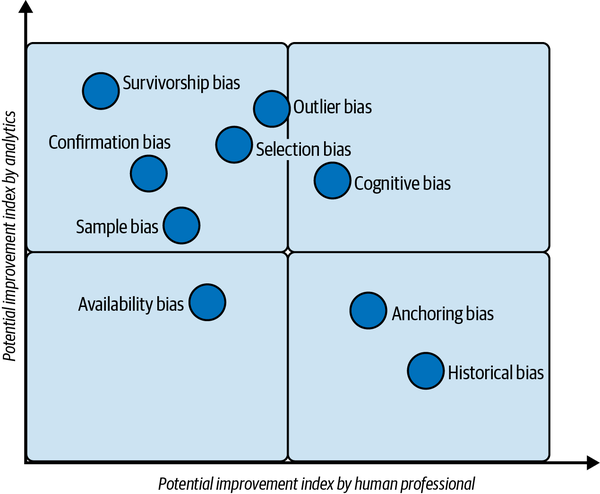 Potential improvement index by analytics
Survivorship bias
Outlier bias
Confirmation bias
Selection bias
Cognitive bias
Sample bias
Availability bias
Anchoring bias
Historical bias
Potential improvement index by human professional